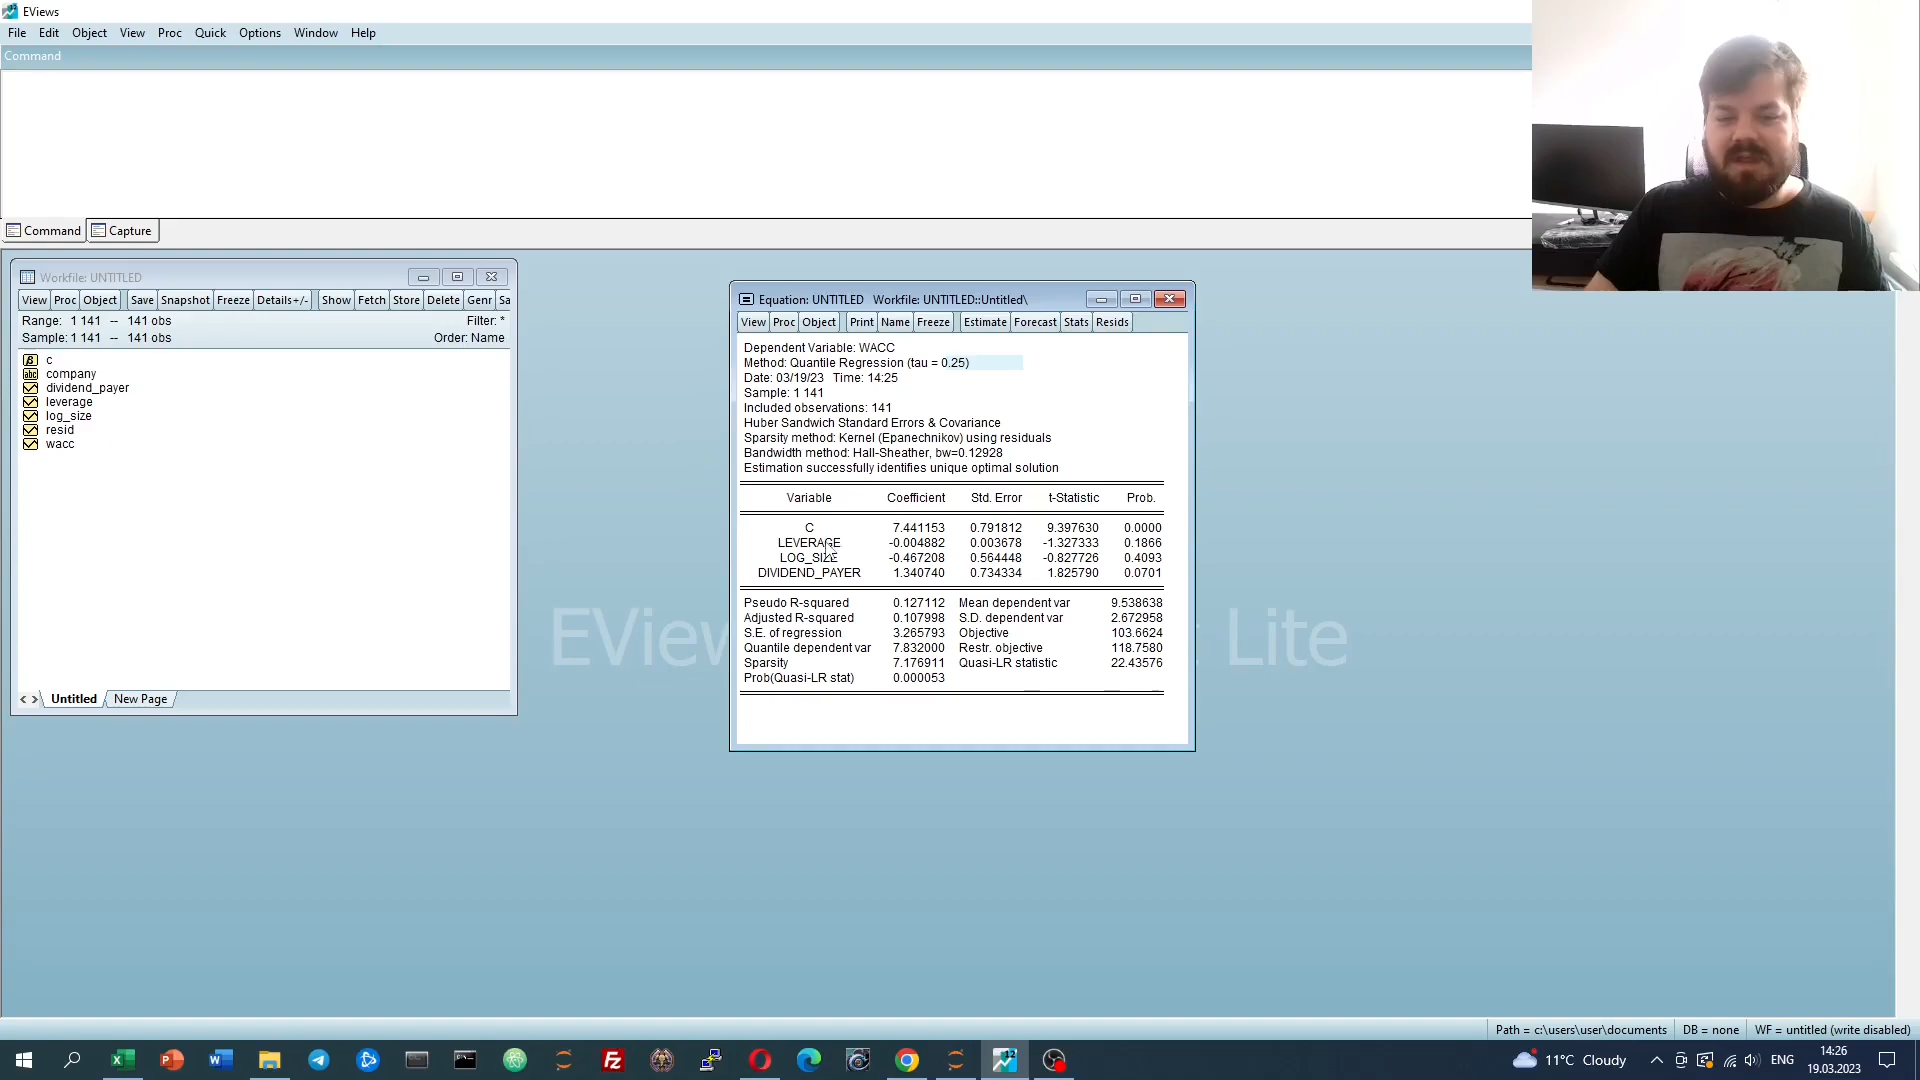 EViews
File Edit Object View Proc Quick Options Window Help
Command
Command Capture
Workfile: UNTITLED
View Proc Object Save Snapshot Freeze Details+/- Show Fetch Store Delete Genr Sa
Range: 1 141 -- 141 obs Filter: *
Sample: 1 141 -- 141 obs Order: Name
c
company
dividend_payer
leverage
log_size
resid
wacc
Untitled New Page
Equation: UNTITLED Workfile: UNTITLED::Untitled\
View Proc Object Print Name Freeze Estimate Forecast Stats Resids
Dependent Variable: WACC
Method: Quantile Regression (tau = 0.25)
Date: 03/19/23 Time: 14:25
Sample: 1 141
Included observations: 141
Huber Sandwich Standard Errors & Covariance
Sparsity method: Kernel (Epanechnikov) using residuals
Bandwidth method: Hall-Sheather, bw=0.12928
Estimation successfully identifies unique optimal solution
Variable Coefficient Std. Error t-Statistic Prob.
C 7.441153 0.791812 9.397630 0.0000
LEVERAGE -0.004882 0.003678 -1.327333 0.1866
LOG_SIZE -0.467208 0.564448 -0.827726 0.4093
DIVIDEND_PAYER 1.340740 0.734334 1.825790 0.0701
Pseudo R-squared 0.127112 Mean dependent var 9.538638
Adjusted R-squared 0.107998 S.D. dependent var 2.672958
S.E. of regression 3.265793 Objective 103.6624
Quantile dependent var 7.832000 Restr. objective 118.7580
Sparsity 7.176911 Quasi-LR statistic 22.43576
Prob(Quasi-LR stat) 0.000053
Lite
Path = c:\users\user\documents DB = none WF = untitled (write disabled)
11°C Cloudy ENG 14:26
19.03.2023